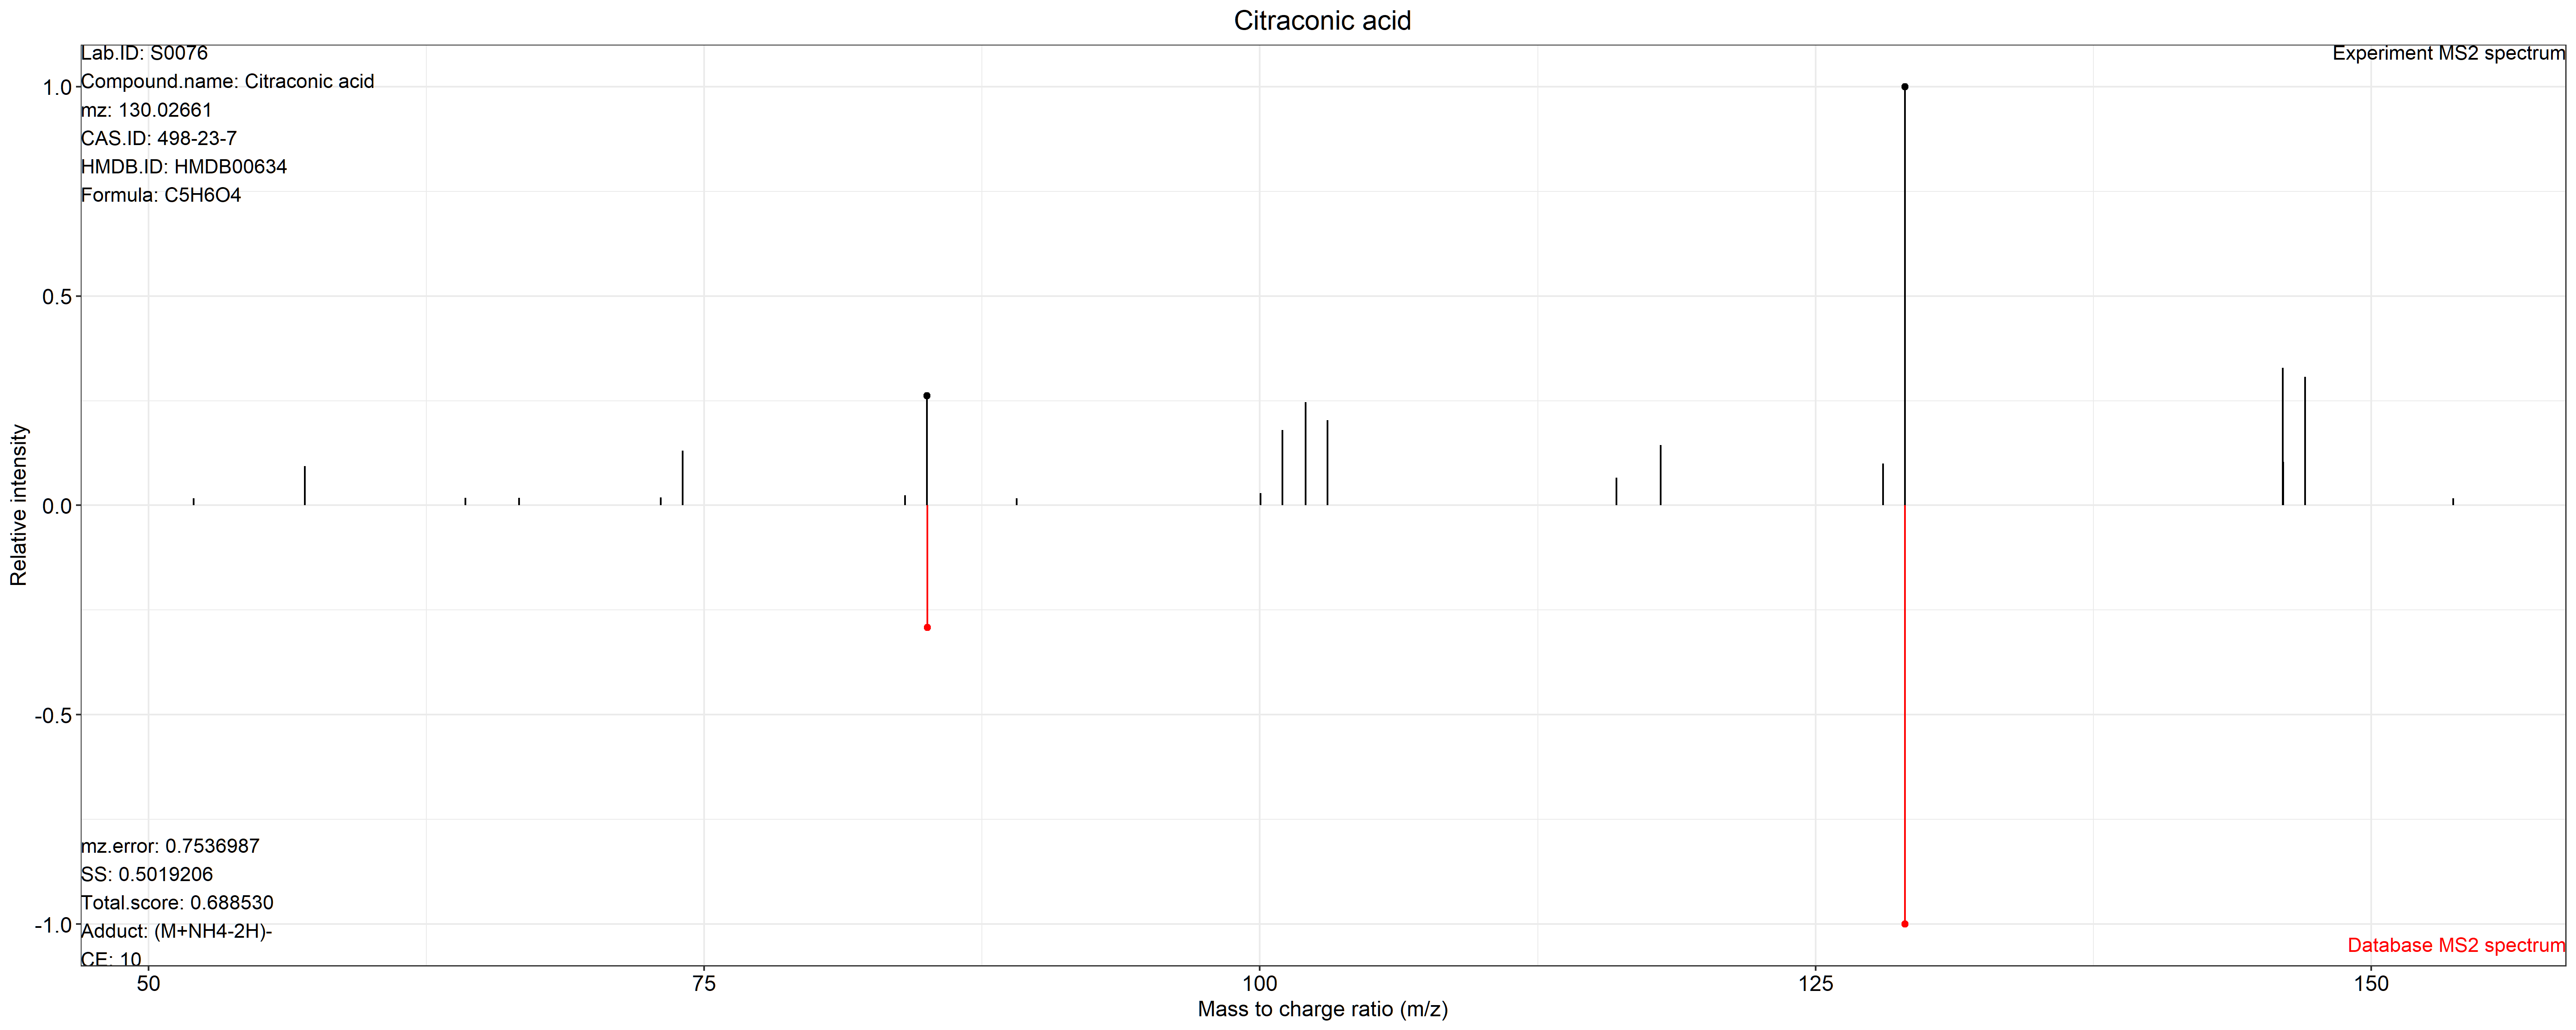 Citraconic acid
Lab.ID: S0076
Experiment MS2 spectrum
Compound.name: Citraconic acid
mz: 130.02661
CAS.ID: 498-23-7
HMDB.ID: HMDB00634
Formula: C5H6O4
1.0
0.5
0.0
-0.5
-1.0
Relative intensity
mz.error: 0.7536987
SS: 0.5019206
Total.score: 0.688530
Adduct: (M+NH4-2H)-
CE: 10
Database MS2 spectrum
50 75 100 125 150
Mass to charge ratio (m/z)